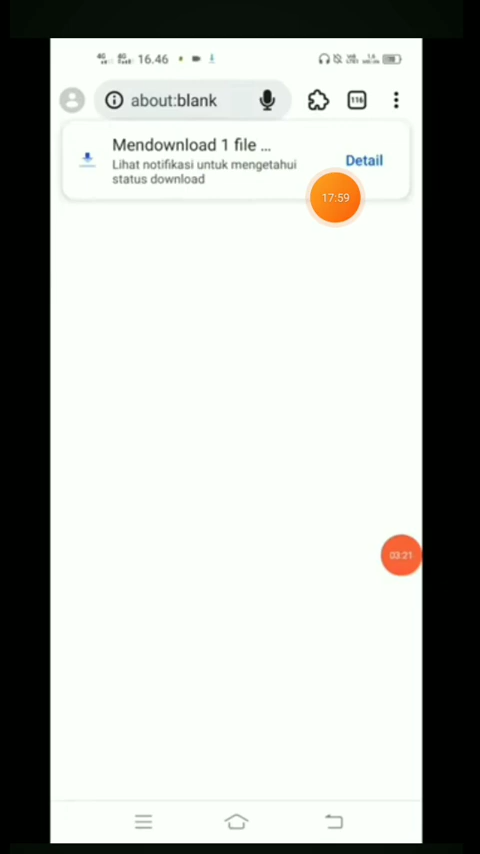 16.46
about:blank
116
Mendownload 1 file ...
Lihat notifikasi untuk mengetahui
status download
Detail
17:59
03:21